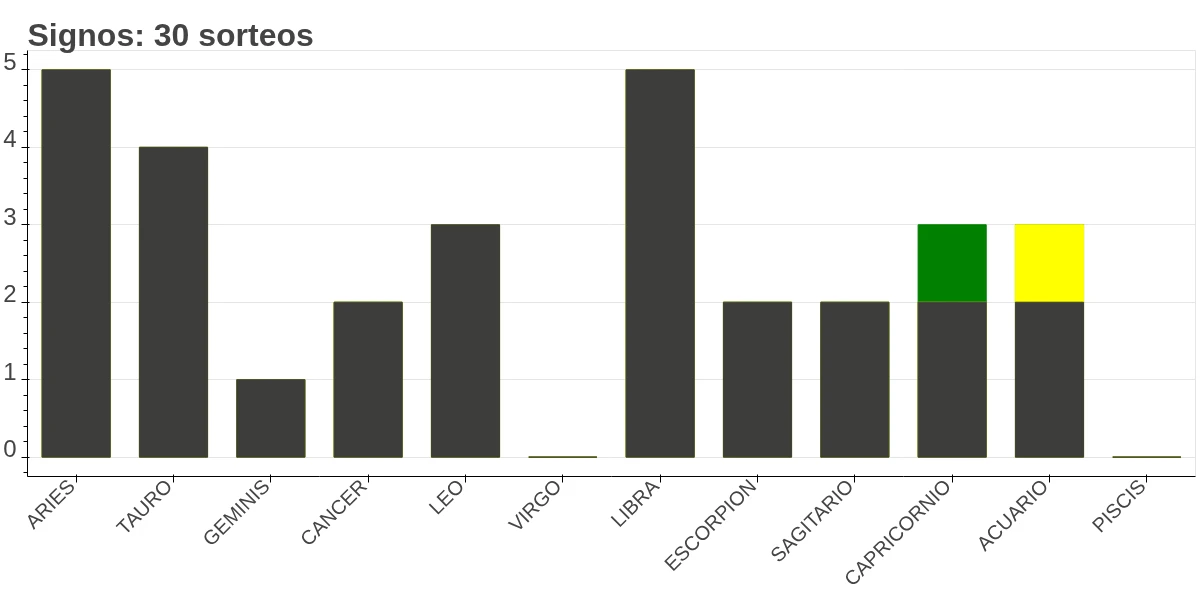 Signos: 30 sorteos
5
4
3
2
1
0
ARIES
TAURO
GEMINIS
CANCER
LEO
VIRGO
LIBRA
ESCORPION
SAGITARIO
CAPRICORNIO
ACUARIO
PISCIS